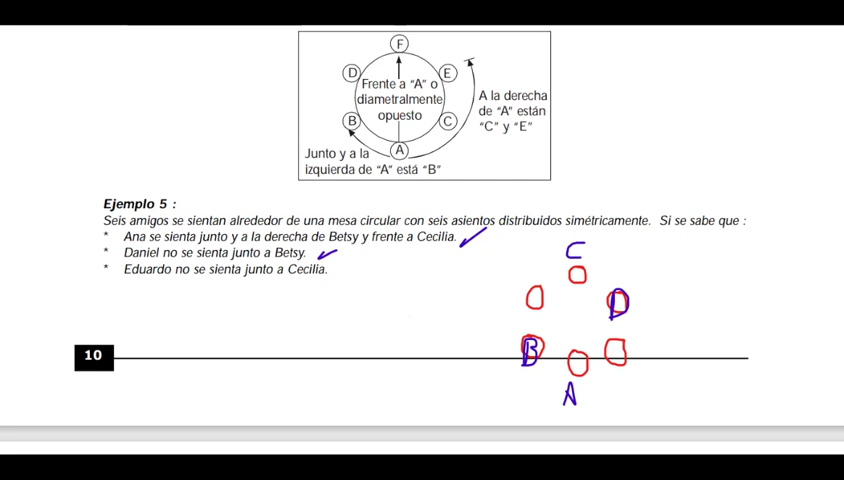 F
D
E
Frente a "A" o
diametralmente
opuesto
A la derecha
de "A" están
"C" y "E"
B
C
A
Junto y a la
izquierda de "A" está "B"
Ejemplo 5 :
Seis amigos se sientan alrededor de una mesa circular con seis asientos distribuidos simétricamente. Si se sabe que :
* Ana se sienta junto y a la derecha de Betsy y frente a Cecilia.
* Daniel no se sienta junto a Betsy.
* Eduardo no se sienta junto a Cecilia.
C
D
B
A
10